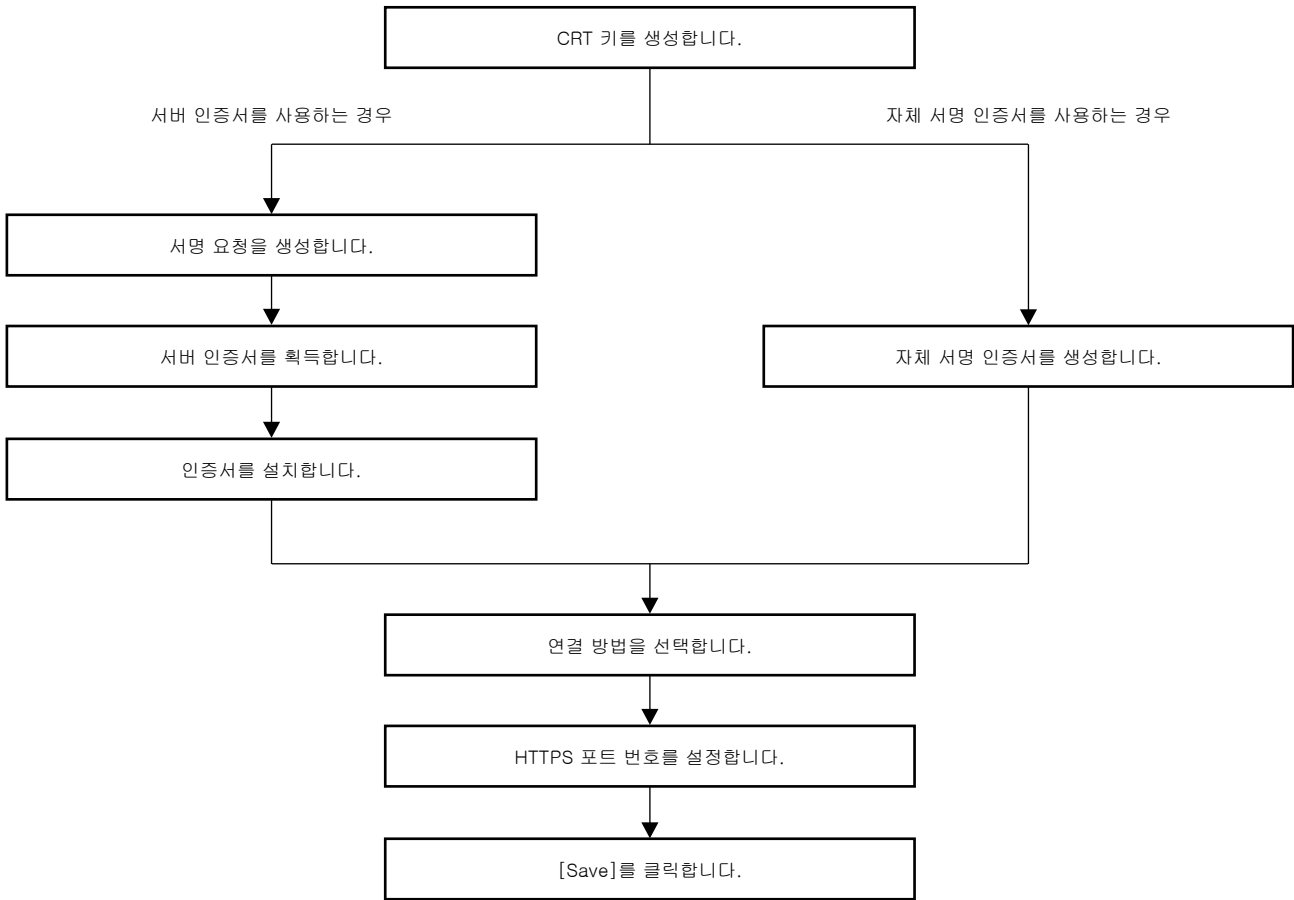 CRT 키를 생성합니다.
서버 인증서를 사용하는 경우
자체 서명 인증서를 사용하는 경우
서명 요청을 생성합니다.
서버 인증서를 획득합니다.
자체 서명 인증서를 생성합니다.
인증서를 설치합니다.
연결 방법을 선택합니다.
HTTPS 포트 번호를 설정합니다.
[Save]를 클릭합니다.